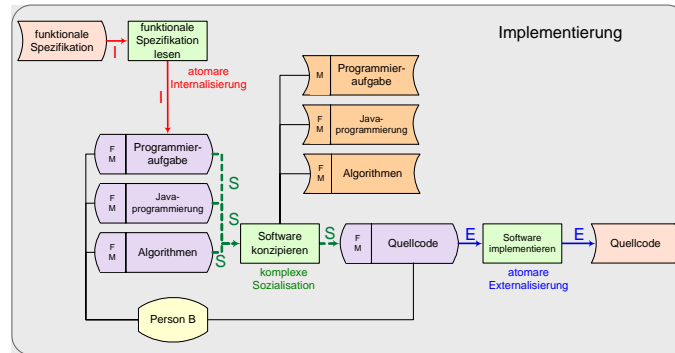 Implementierung
funktionale
Spezifikation
I
funktionale
Spezifikation
lesen
atomare
Internalisierung
I
M
Programmier-
aufgabe
F
M
Java-
programmierung
F
M
Algorithmen
F
M
Programmier-
aufgabe
S
F
M
Java-
programmierung
S
F
M
Algorithmen
S
Software
konzipieren
komplexe
Sozialisation
S
F
M
Quellcode
E
Software
implementieren
atomare
Externalisierung
E
Quellcode
Person B